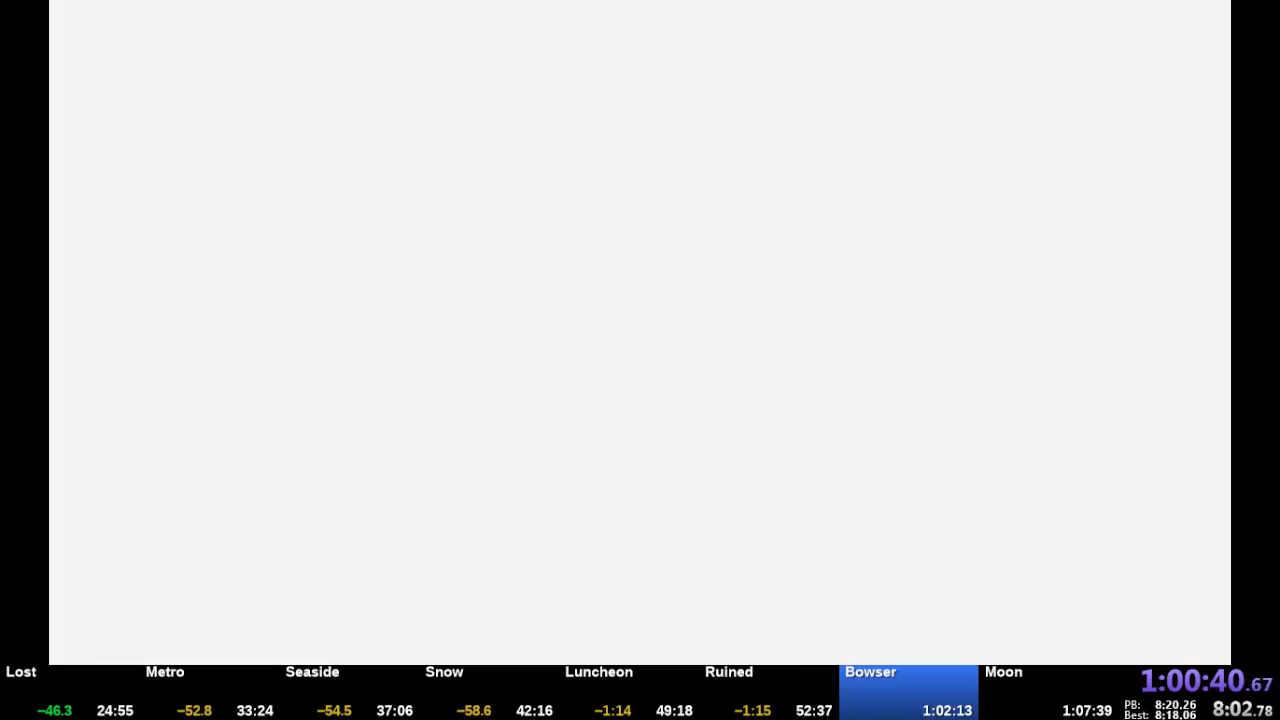 Lost Metro Seaside Snow Luncheon Ruined Bowser Moon 1:00:40.67
−46.3 24:55 −52.8 33:24 −54.5 37:06 −58.6 42:16 −1:14 49:18 −1:15 52:37 1:02:13 1:07:39
PB: 8:20.26
Best: 8:18.06
8:02.78